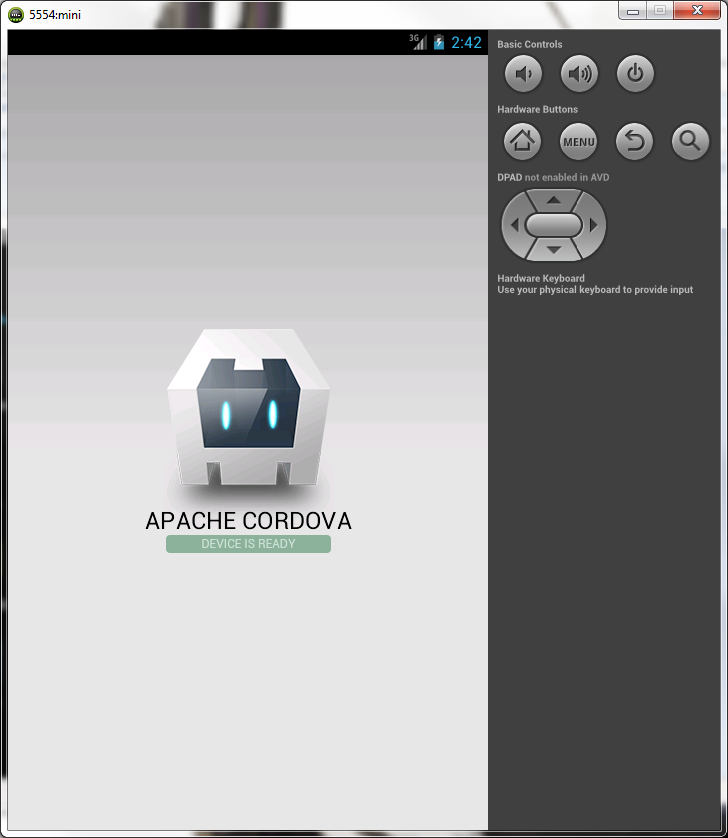 5554:mini
3G
2:42
Basic Controls
Hardware Buttons
MENU
DPAD not enabled in AVD
Hardware Keyboard
Use your physical keyboard to provide input
APACHE CORDOVA
DEVICE IS READY